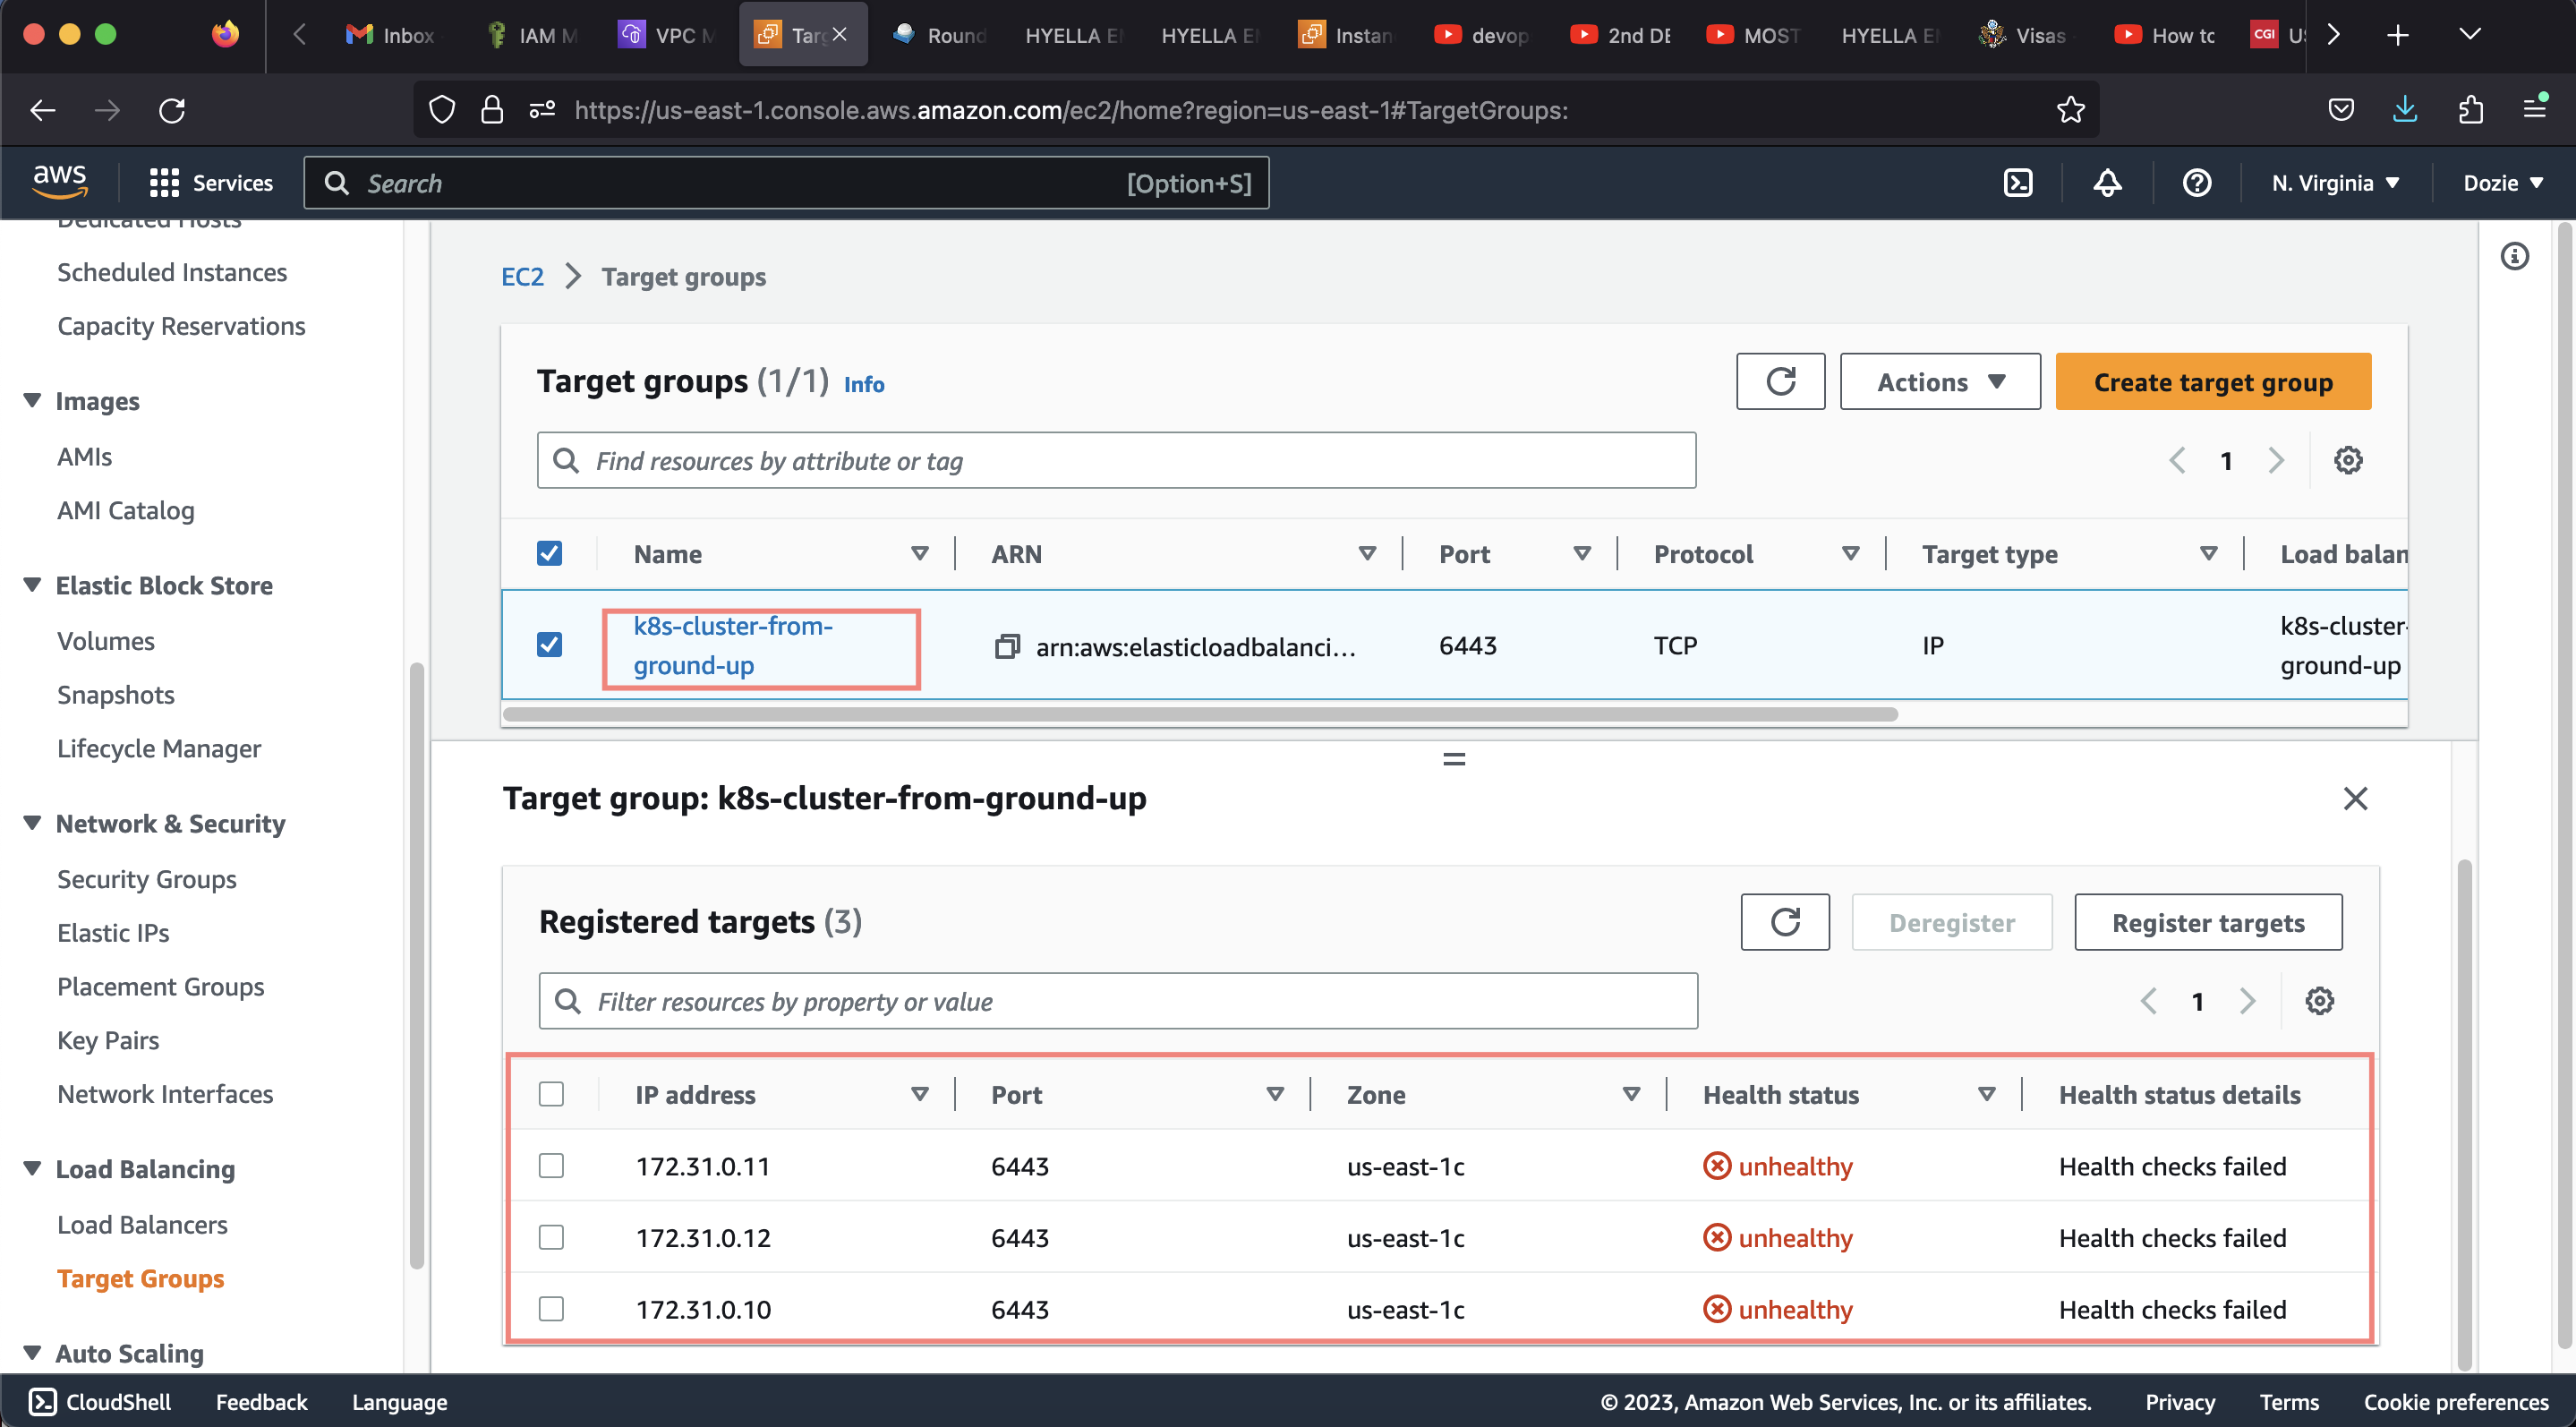 Inbox
IAM M
VPC M
Targ
Round
HYELLA EN
HYELLA EN
Instan
devop
2nd DE
MOST
HYELLA EN
Visas
How to
CGI US
https://us-east-1.console.aws.amazon.com/ec2/home?region=us-east-1#TargetGroups:
aws
Services
Search
[Option+S]
N. Virginia
Dozie
Dedicated Hosts
Scheduled Instances
Capacity Reservations
Images
AMIs
AMI Catalog
Elastic Block Store
Volumes
Snapshots
Lifecycle Manager
Network & Security
Security Groups
Elastic IPs
Placement Groups
Key Pairs
Network Interfaces
Load Balancing
Load Balancers
Target Groups
Auto Scaling
EC2 > Target groups
Target groups (1/1) Info
Actions
Create target group
Find resources by attribute or tag
1
Name ARN Port Protocol Target type Load balan
k8s-cluster-from-
ground-up
arn:aws:elasticloadbalanci...
6443
TCP
IP
k8s-cluster-
ground-up
Target group: k8s-cluster-from-ground-up
Registered targets (3)
Deregister
Register targets
Filter resources by property or value
1
IP address Port Zone Health status Health status details
172.31.0.11 6443 us-east-1c unhealthy Health checks failed
172.31.0.12 6443 us-east-1c unhealthy Health checks failed
172.31.0.10 6443 us-east-1c unhealthy Health checks failed
CloudShell
Feedback
Language
© 2023, Amazon Web Services, Inc. or its affiliates.
Privacy
Terms
Cookie preferences